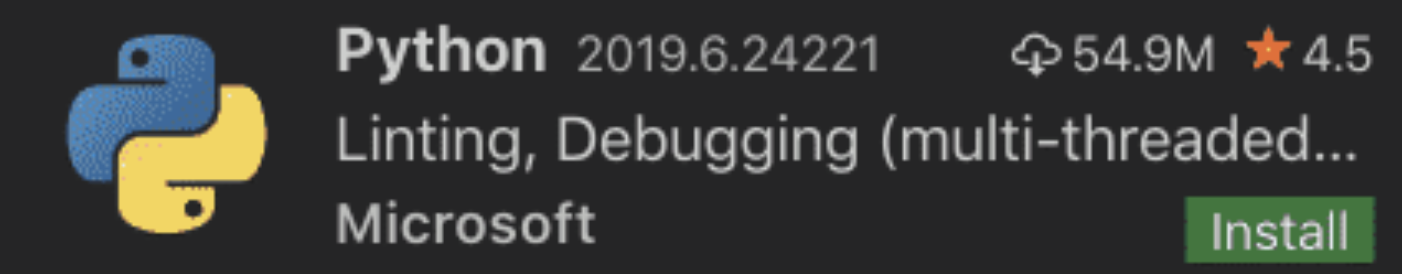 Python 2019.6.24221 54.9M 4.5
Linting, Debugging (multi-threaded...
Microsoft
Install